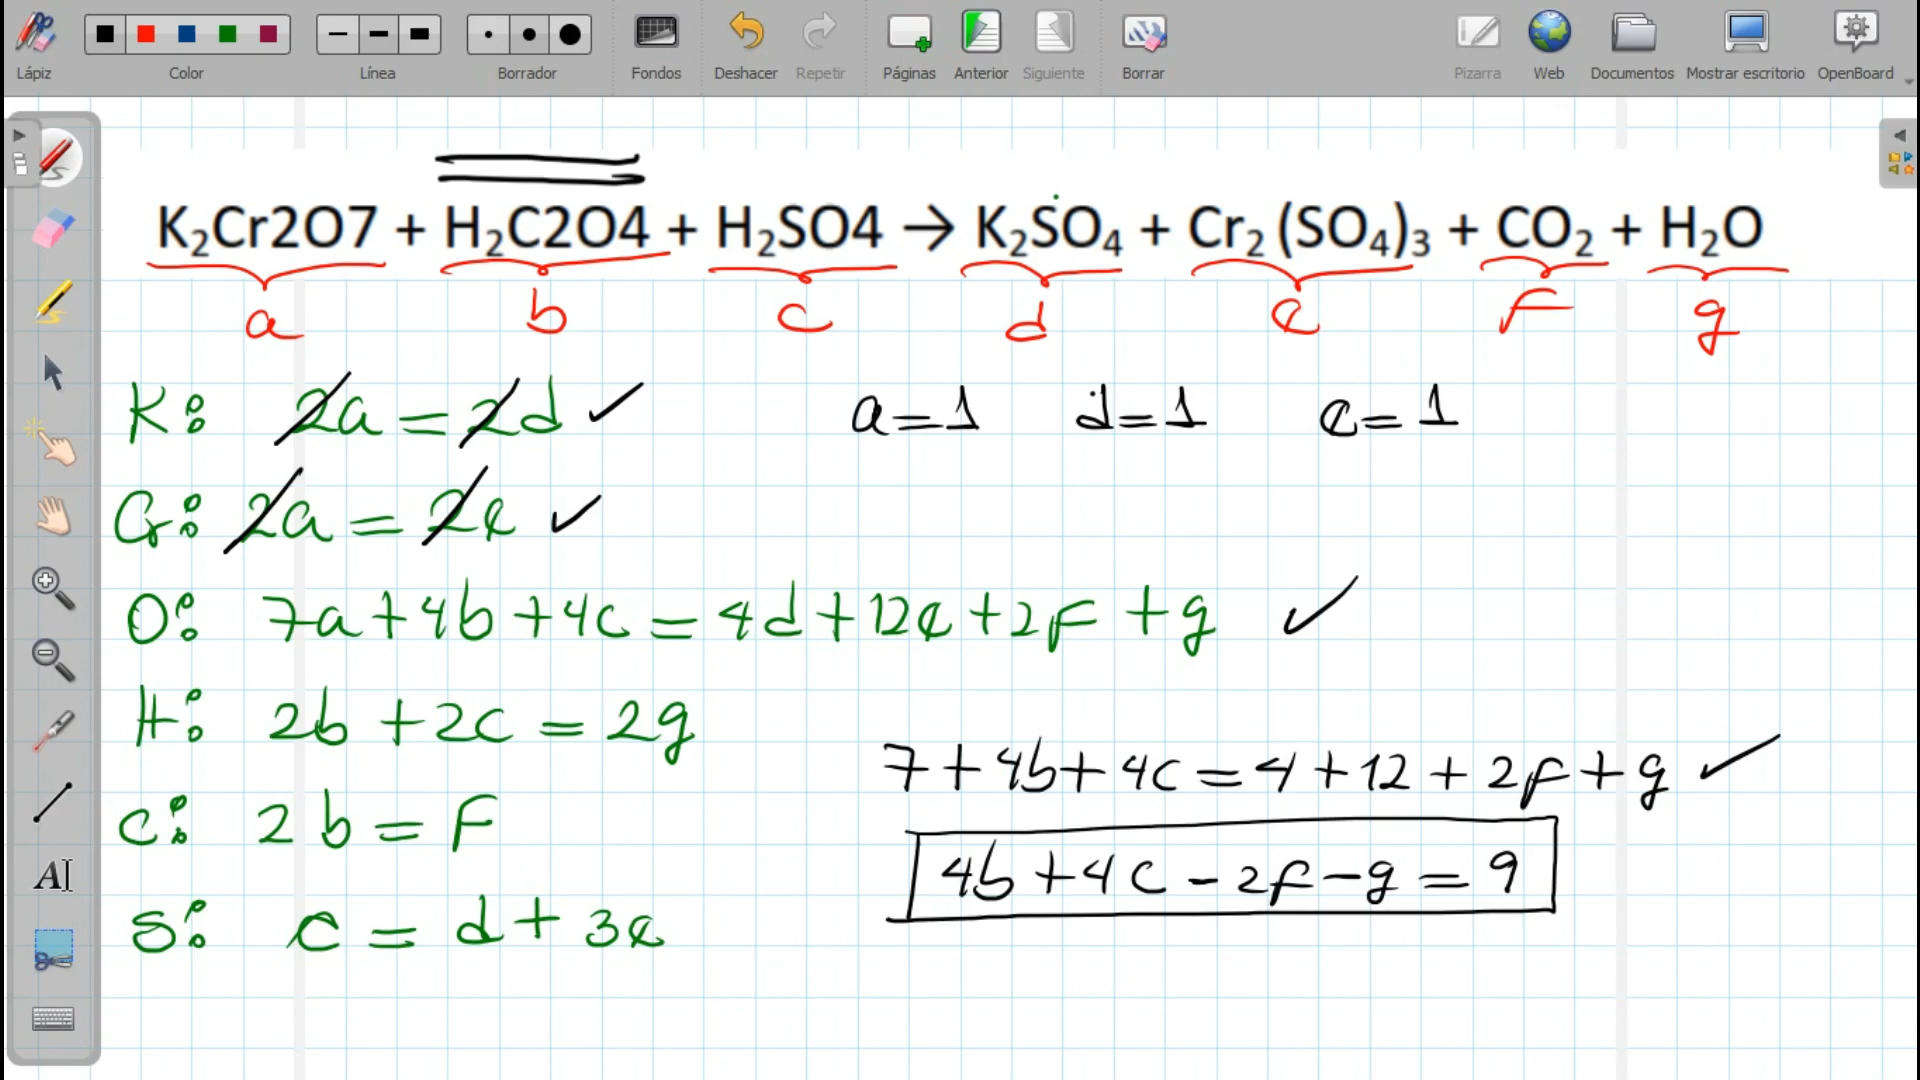 Lápiz Color Línea Borrador Fondos Deshacer Repetir Páginas Anterior Siguiente Borrar Pizarra Web Documentos Mostrar escritorio OpenBoard
K₂Cr2O7 + H₂C2O4 + H₂SO4 → K₂SO₄ + Cr₂ (SO₄)₃ + CO₂ + H₂O
a b c d e f g
K: 2a = 2d ✓ a = 1 d = 1 e = 1
Cr: 2a = 2e ✓
O: 7a + 4b + 4c = 4d + 12e + 2f + g ✓
H: 2b + 2c = 2g
7 + 4b + 4c = 4 + 12 + 2f + g ✓
C: 2b = f
4b + 4c - 2f - g = 9
S: c = d + 3e
A